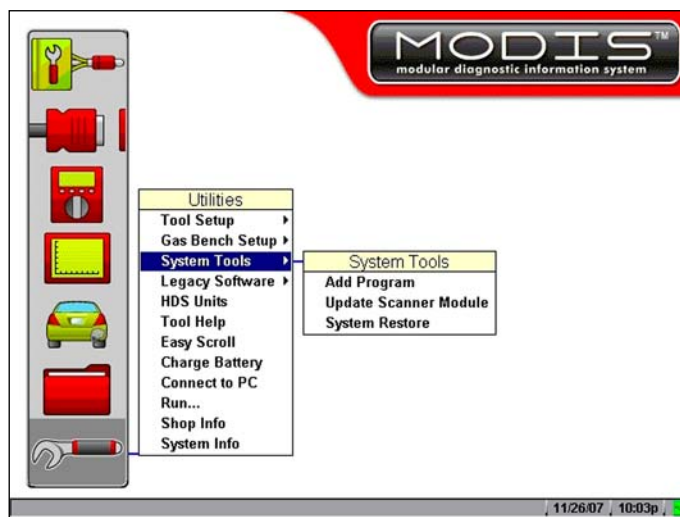 MODIS™
modular diagnostic information system
Utilities
Tool Setup
Gas Bench Setup
System Tools
Legacy Software
HDS Units
Tool Help
Easy Scroll
Charge Battery
Connect to PC
Run...
Shop Info
System Info
System Tools
Add Program
Update Scanner Module
System Restore
11/26/07 10:03p